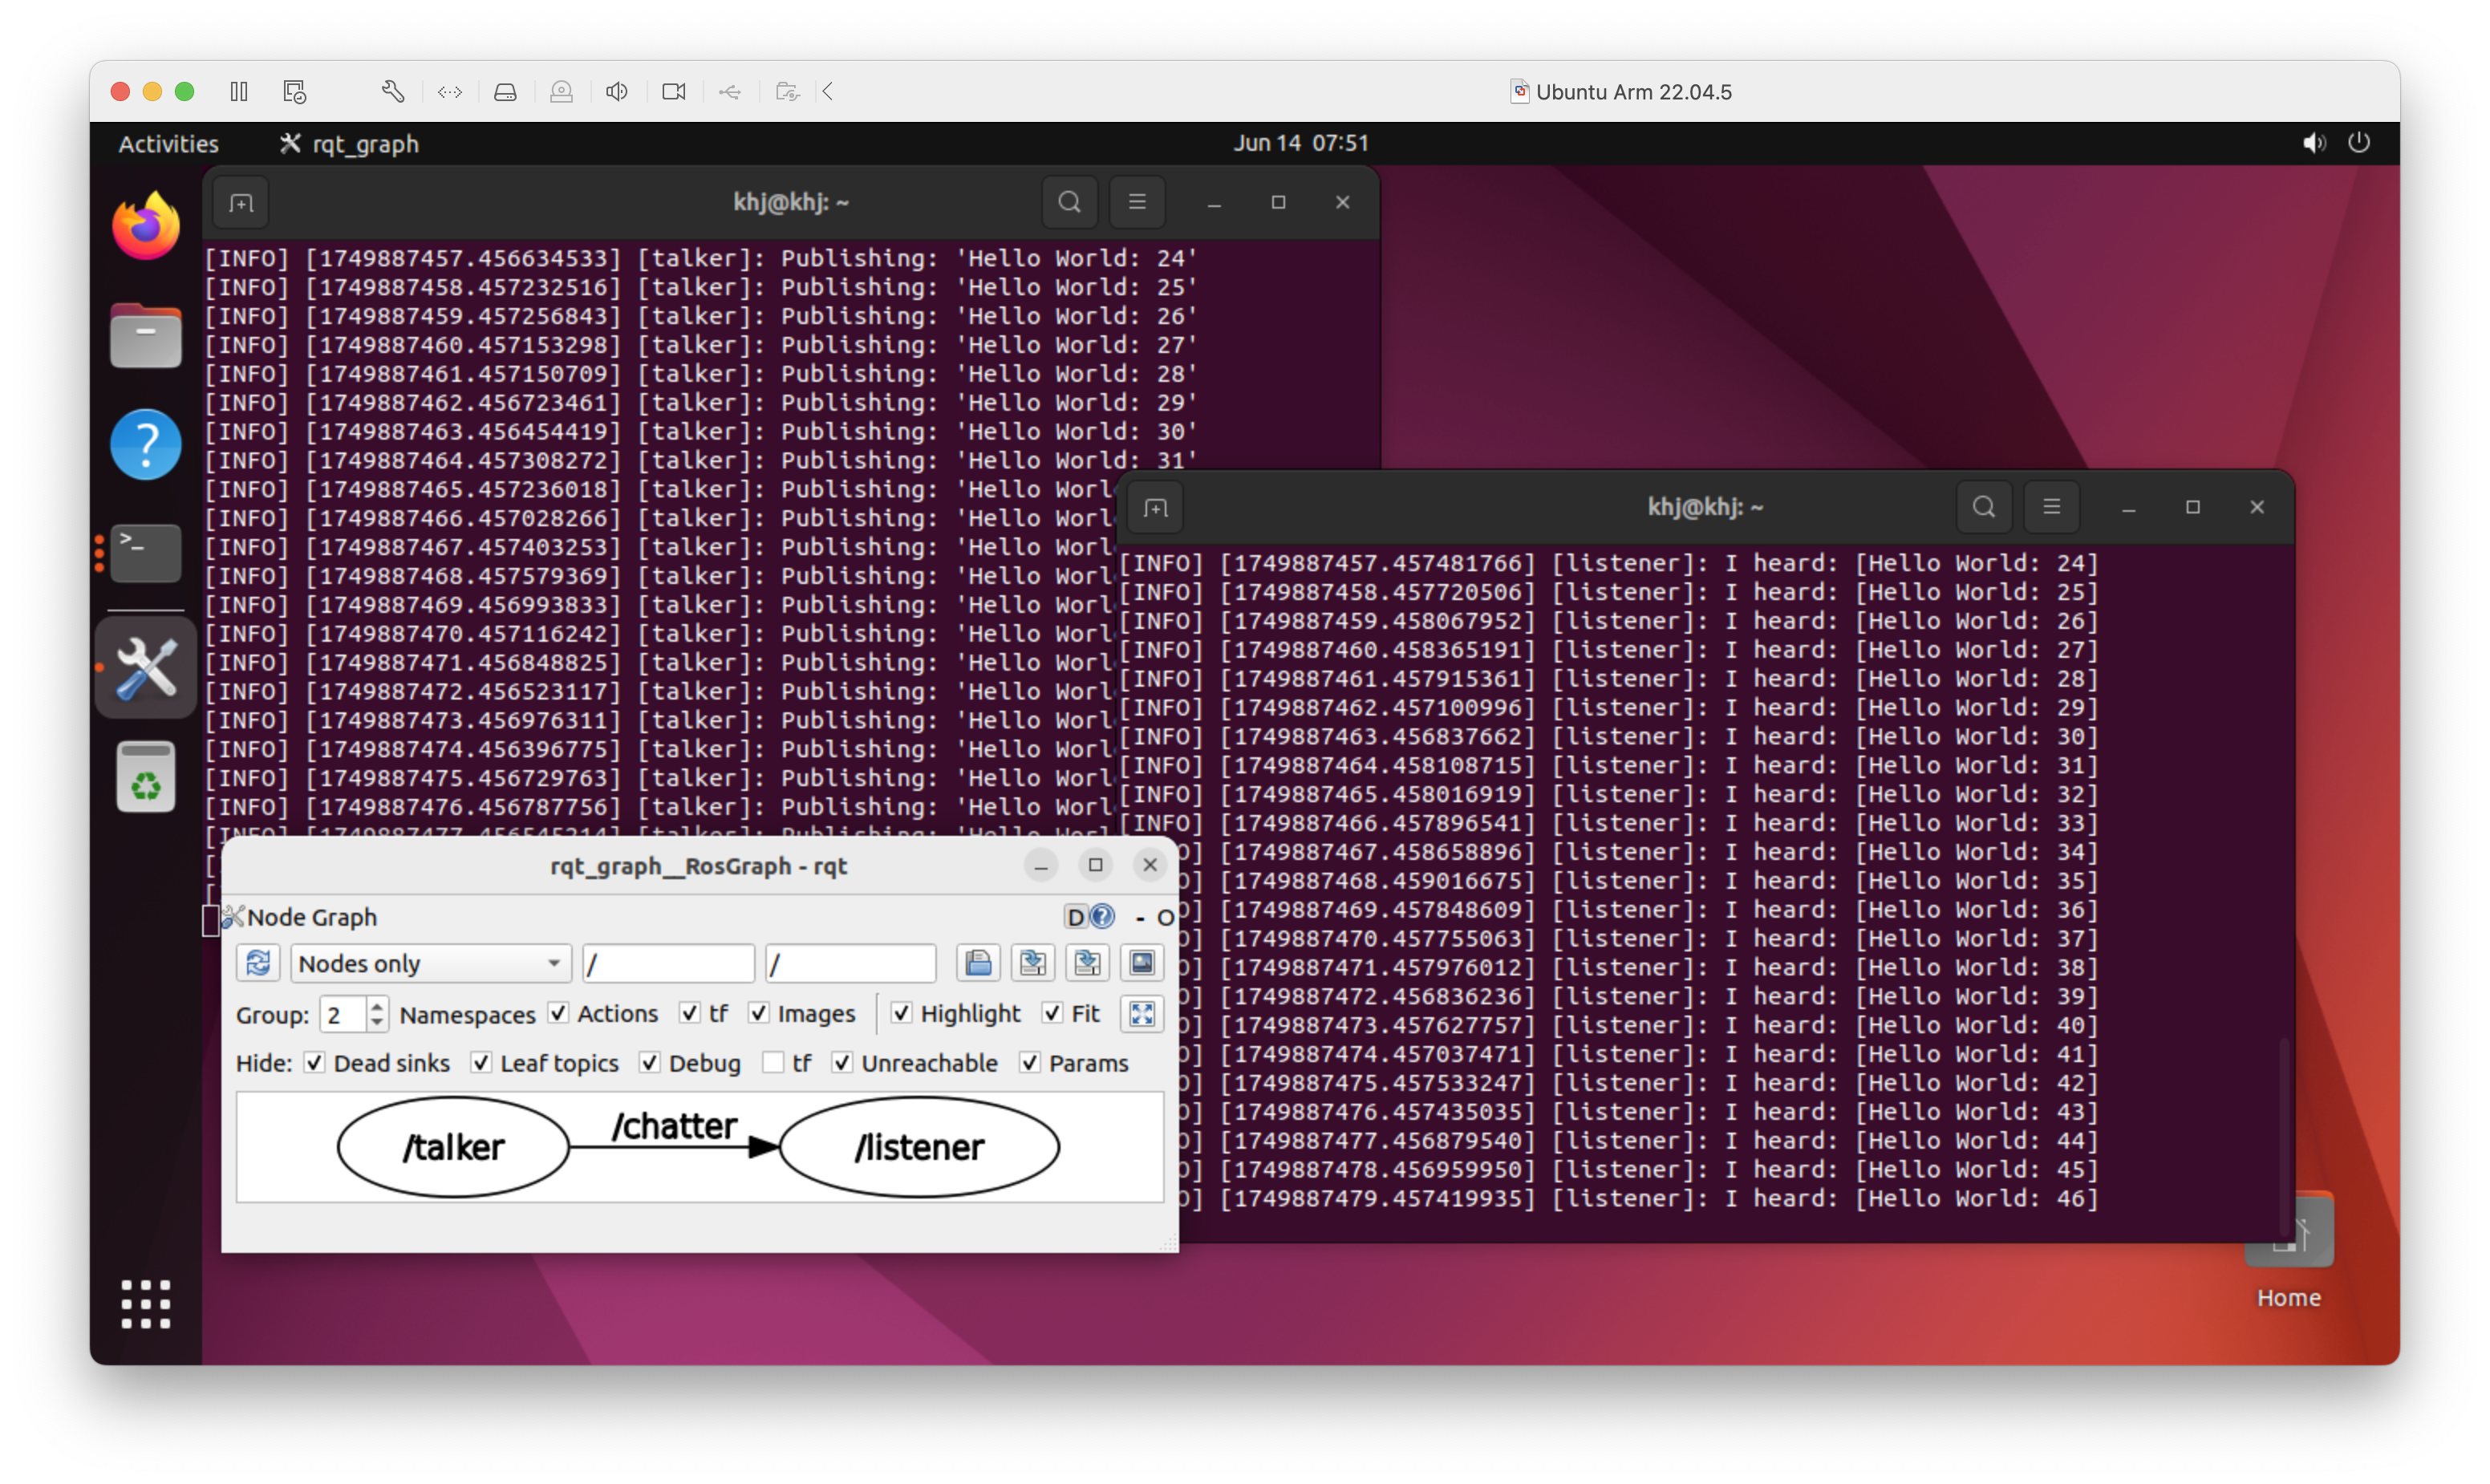 Ubuntu Arm 22.04.5
Activities
rqt_graph
Jun 14 07:51
khj@khj: ~
[INFO] [1749887457.456634533] [talker]: Publishing: 'Hello World: 24'
[INFO] [1749887458.457232516] [talker]: Publishing: 'Hello World: 25'
[INFO] [1749887459.457256843] [talker]: Publishing: 'Hello World: 26'
[INFO] [1749887460.457153298] [talker]: Publishing: 'Hello World: 27'
[INFO] [1749887461.457150709] [talker]: Publishing: 'Hello World: 28'
[INFO] [1749887462.456723461] [talker]: Publishing: 'Hello World: 29'
[INFO] [1749887463.456454419] [talker]: Publishing: 'Hello World: 30'
[INFO] [1749887464.457308272] [talker]: Publishing: 'Hello World: 31'
[INFO] [1749887465.457236018] [talker]: Publishing: 'Hello Worl
[INFO] [1749887466.457028266] [talker]: Publishing: 'Hello Worl
[INFO] [1749887467.457403253] [talker]: Publishing: 'Hello Worl
[INFO] [1749887468.457579369] [talker]: Publishing: 'Hello Worl
[INFO] [1749887469.456993833] [talker]: Publishing: 'Hello Worl
[INFO] [1749887470.457116242] [talker]: Publishing: 'Hello Worl
[INFO] [1749887471.456848825] [talker]: Publishing: 'Hello Worl
[INFO] [1749887472.456523117] [talker]: Publishing: 'Hello Worl
[INFO] [1749887473.456976311] [talker]: Publishing: 'Hello Worl
[INFO] [1749887474.456396775] [talker]: Publishing: 'Hello Worl
[INFO] [1749887475.456729763] [talker]: Publishing: 'Hello Worl
[INFO] [1749887476.456787756] [talker]: Publishing: 'Hello Worl
khj@khj: ~
[INFO] [1749887457.457481766] [listener]: I heard: [Hello World: 24]
[INFO] [1749887458.457720506] [listener]: I heard: [Hello World: 25]
[INFO] [1749887459.458067952] [listener]: I heard: [Hello World: 26]
[INFO] [1749887460.458365191] [listener]: I heard: [Hello World: 27]
[INFO] [1749887461.457915361] [listener]: I heard: [Hello World: 28]
[INFO] [1749887462.457100996] [listener]: I heard: [Hello World: 29]
[INFO] [1749887463.456837662] [listener]: I heard: [Hello World: 30]
[INFO] [1749887464.458108715] [listener]: I heard: [Hello World: 31]
[INFO] [1749887465.458016919] [listener]: I heard: [Hello World: 32]
[INFO] [1749887466.457896541] [listener]: I heard: [Hello World: 33]
O] [1749887467.457658896] [listener]: I heard: [Hello World: 34]
O] [1749887468.459016675] [listener]: I heard: [Hello World: 35]
O] [1749887469.457848609] [listener]: I heard: [Hello World: 36]
O] [1749887470.457755063] [listener]: I heard: [Hello World: 37]
O] [1749887471.457976012] [listener]: I heard: [Hello World: 38]
O] [1749887472.456836236] [listener]: I heard: [Hello World: 39]
O] [1749887473.457627757] [listener]: I heard: [Hello World: 40]
O] [1749887474.457037471] [listener]: I heard: [Hello World: 41]
O] [1749887475.457533247] [listener]: I heard: [Hello World: 42]
O] [1749887476.457435035] [listener]: I heard: [Hello World: 43]
O] [1749887477.456879540] [listener]: I heard: [Hello World: 44]
O] [1749887478.456959950] [listener]: I heard: [Hello World: 45]
O] [1749887479.457419935] [listener]: I heard: [Hello World: 46]
rqt_graph__RosGraph - rqt
Node Graph
D - O
Nodes only / /
Group: 2 Namespaces Actions tf Images Highlight Fit
Hide: Dead sinks Leaf topics Debug tf Unreachable Params
/talker /chatter /listener
Home